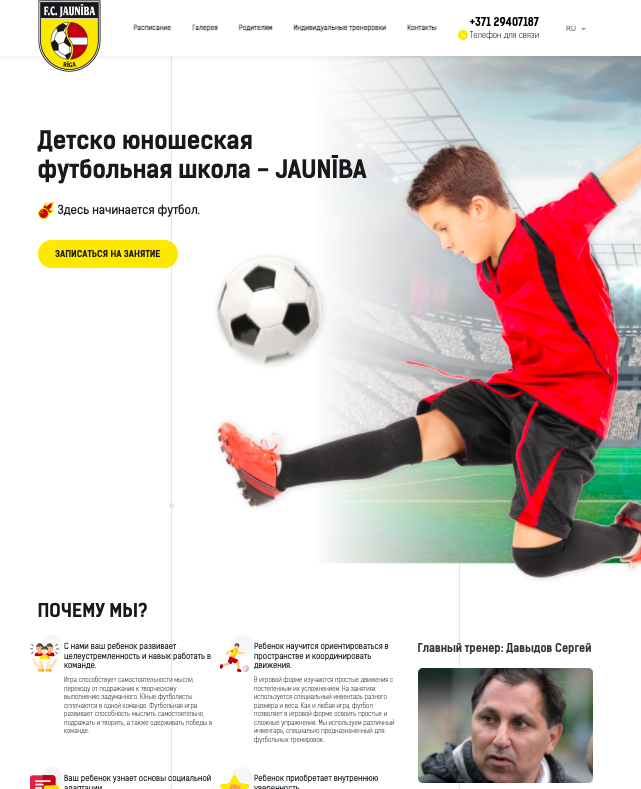 F.C. JAUNĪBA
RĪGA
Расписание
Галерея
Родителям
Индивидуальные тренеровки
Контакты
+371 29407187
Телефон для связи
RU
Детско юношеская
футбольная школа – JAUNĪBA
Здесь начинается футбол.
ЗАПИСАТЬСЯ НА ЗАНЯТИЕ
ПОЧЕМУ МЫ?
С нами ваш ребенок развивает
целеустремленность и навык работать в
команде.
Игра способствует самостоятельности мысли,
переходу от подражания к творческому
выполнению задуманного. Юные футболисты
сплочаются в одной команде. Футбольная игра
развивает способность мыслить самостоятельно,
подражать и творить, а также одерживать победы в
команде.
Ребенок научится ориентироваться в
пространстве и координировать
движения.
В игровой форме изучаются простые движения с
постепенным их усложнением. На занятиях
используется специальный инвентарь разного
размера и веса. Как и любая игра, футбол
позволяет в игровой форме освоить простые и
сложные упражнения. Мы используем различный
инвентарь, специально предназначенный для
футбольных тренировок.
Главный тренер: Давыдов Сергей
Ваш ребенок узнает основы социальной
адаптации.
Ребенок приобретает внутреннюю
уверенность.